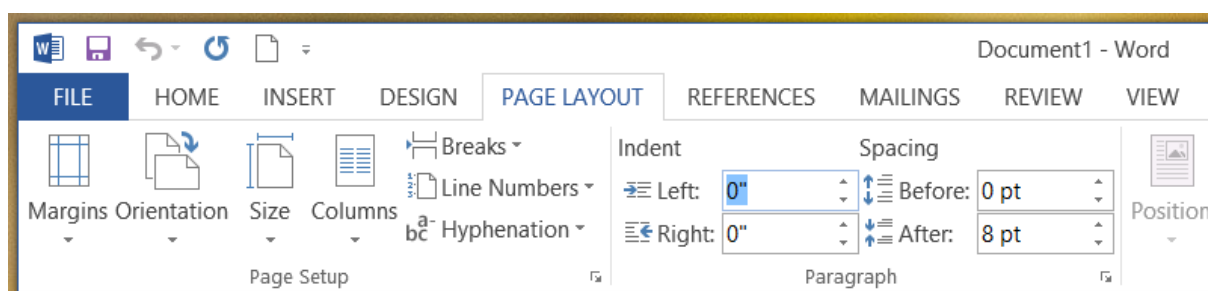 Document1 - Word
FILE HOME INSERT DESIGN PAGE LAYOUT REFERENCES MAILINGS REVIEW VIEW
Margins
Orientation
Size
Columns
Breaks
Line Numbers
Hyphenation
Page Setup
Indent
Left: 0"
Right: 0"
Spacing
Before: 0 pt
After: 8 pt
Paragraph
Position